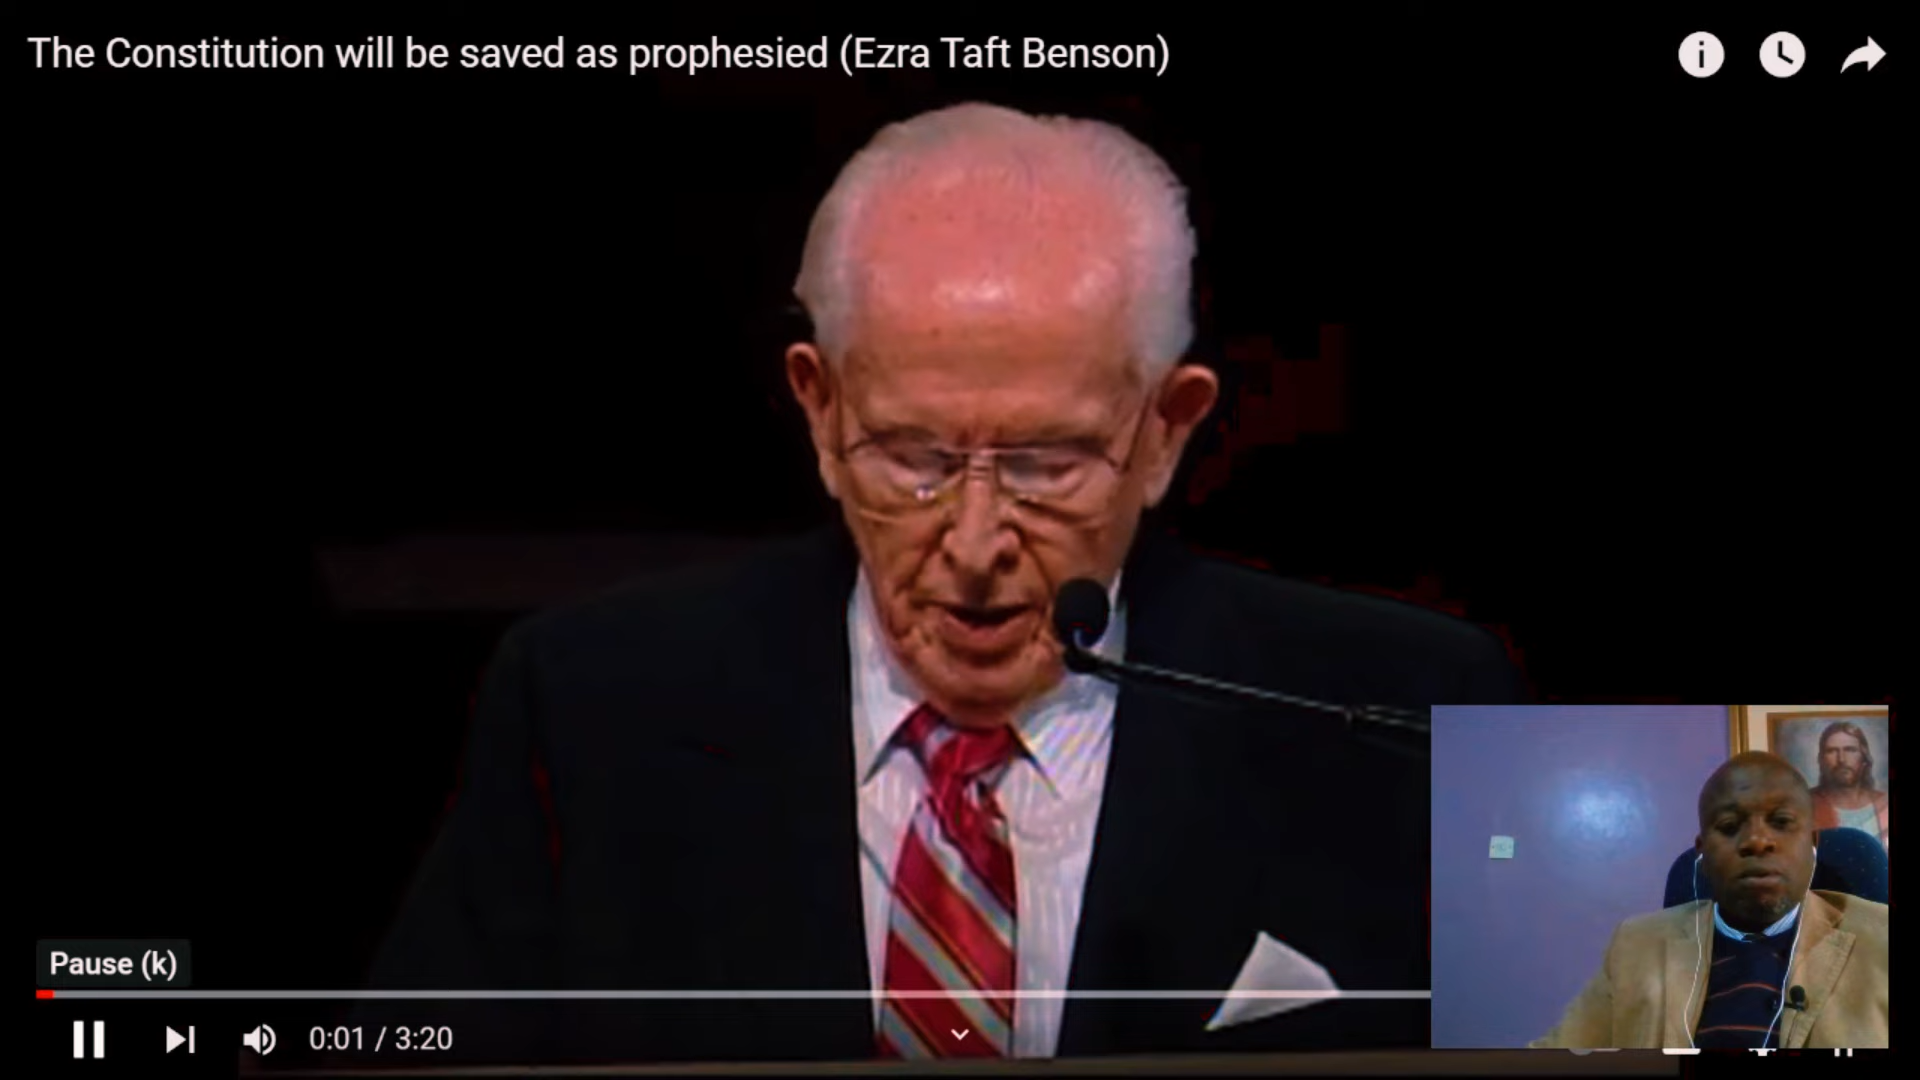 The Constitution will be saved as prophesied (Ezra Taft Benson)
Pause (k)
0:01 / 3:20